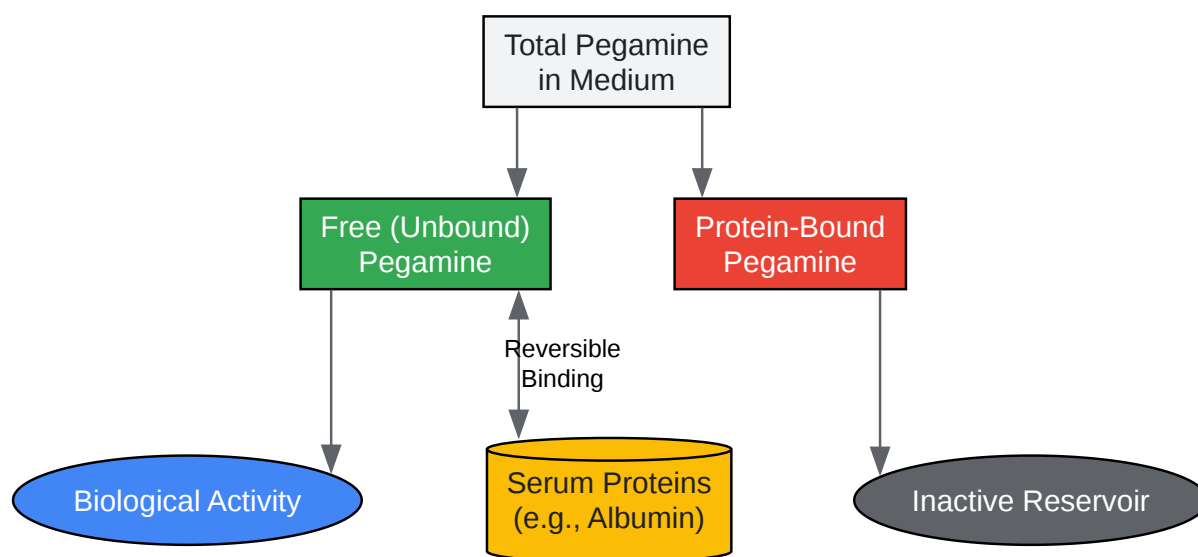 Total Pegamine
in Medium
Free (Unbound)
Pegamine
Protein-Bound
Pegamine
Reversible
Binding
Biological Activity
Serum Proteins
(e.g., Albumin)
Inactive Reservoir